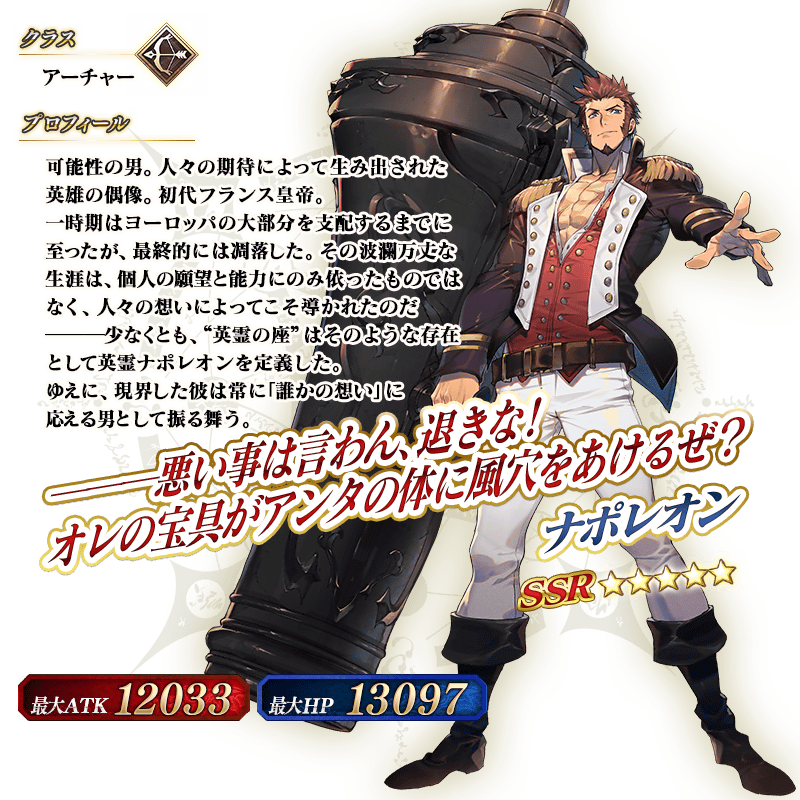 クラス
アーチャー
プロフィール
可能性の男。人々の期待によって生み出された
英雄の偶像。初代フランス皇帝。
一時期はヨーロッパの大部分を支配するまでに
至ったが、最終的には凋落した。その波瀾万丈な
生涯は、個人の願望と能力にのみ依ったものでは
なく、人々の想いによってこそ導かれたのだ
———少なくとも、“英霊の座”はそのような存在
として英霊ナポレオンを定義した。
ゆえに、現界した彼は常に「誰かの想い」に
応える男として振る舞う。
———悪い事は言わん、退きな!
オレの宝具がアンタの体に風穴をあけるぜ?
ナポレオン
SSR ★★★★★
最大ATK 12033
最大HP 13097